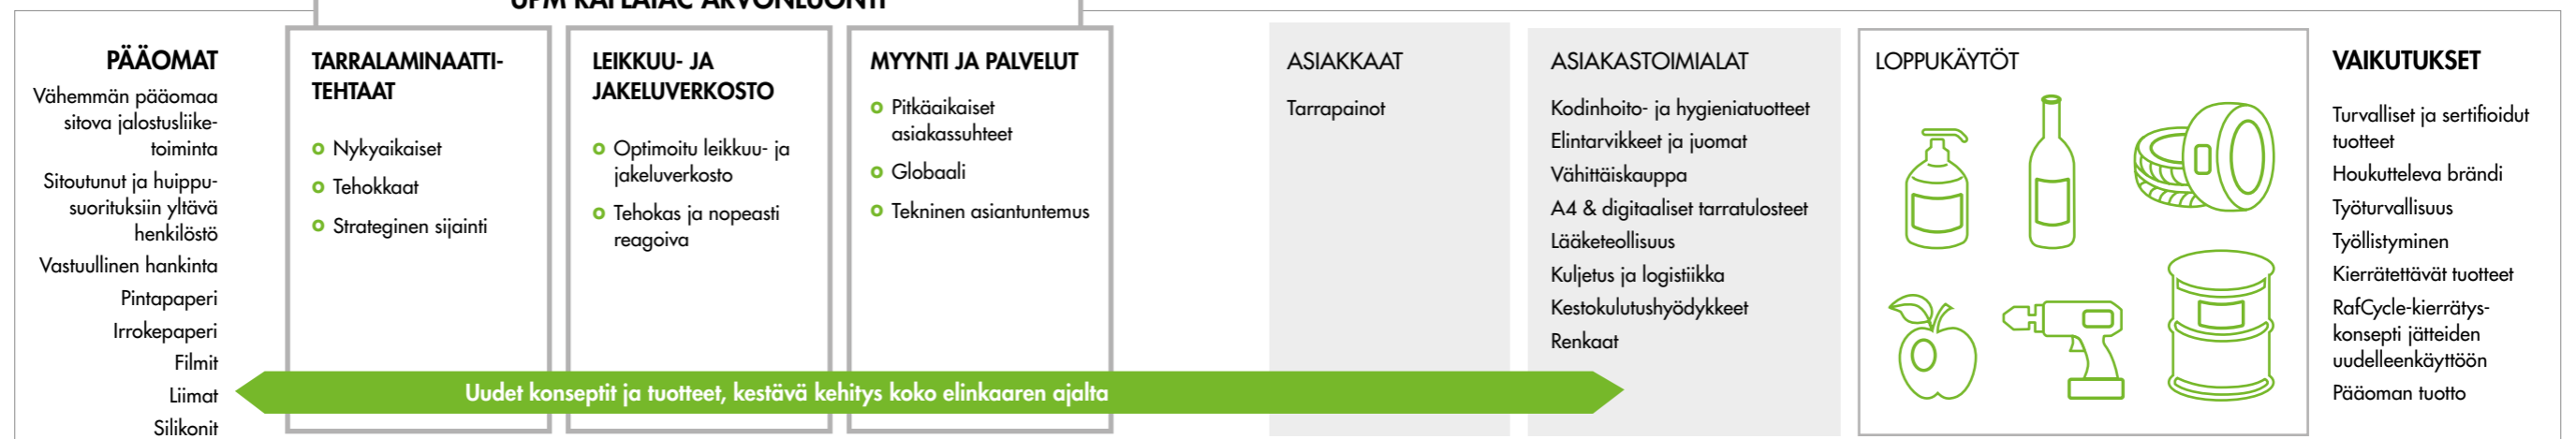 UPM RAFLATAC ARVONLUONTI
PÄÄOMAT
Vähemmän pääomaa
sitova jalostusliike-
toiminta
Sitoutunut ja huippu-
suorituksiin yltävä
henkilöstö
Vastuullinen hankinta
Pintapaperi
Irrokepaperi
Filmit
Liimat
Silikonit
TARRALAMINAATTI-
TEHTAAT
Nykyaikaiset
Tehokkaat
Strateginen sijainti
LEIKKUU- JA
JAKELUVERKOSTO
Optimoitu leikkuu- ja
jakeluverkosto
Tehokas ja nopeasti
reagoiva
MYYNTI JA PALVELUT
Pitkäaikaiset
asiakassuhteet
Globaali
Tekninen asiantuntemus
Uudet konseptit ja tuotteet, kestävä kehitys koko elinkaaren ajalta
ASIAKKAAT
Tarrapainot
ASIAKASTOIMIALAT
Kodinhoito- ja hygieniatuotteet
Elintarvikkeet ja juomat
Vähittäiskauppa
A4 & digitaaliset tarratulosteet
Lääketeollisuus
Kuljetus ja logistiikka
Kestokulutushyödykkeet
Renkaat
LOPPUKÄYTÖT
VAIKUTUKSET
Turvalliset ja sertifioidut
tuotteet
Houkutteleva brändi
Työturvallisuus
Työllistyminen
Kierrätettävät tuotteet
RafCycle-kierrätys-
konsepti jätteiden
uudelleenkäyttöön
Pääoman tuotto